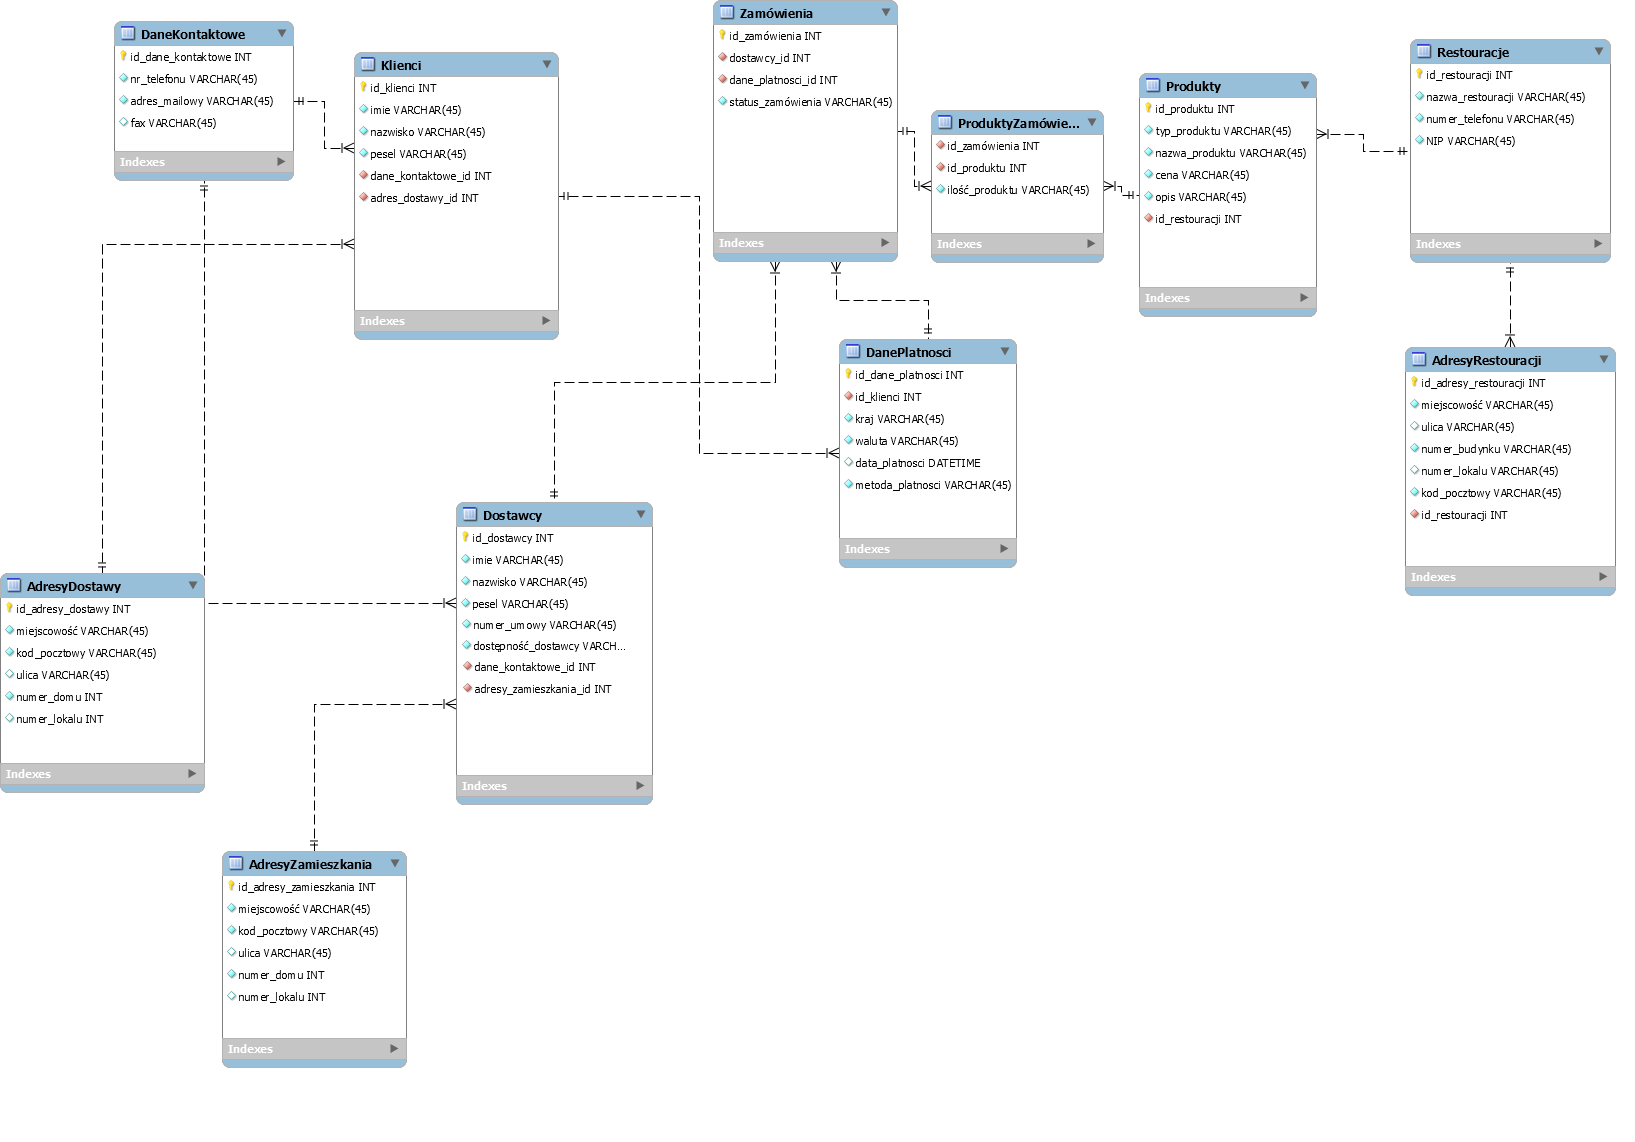 DaneKontaktowe
id_dane_kontaktowe INT
nr_telefonu VARCHAR(45)
adres_mailowy VARCHAR(45)
fax VARCHAR(45)
Indexes
Klienci
id_klienci INT
imie VARCHAR(45)
nazwisko VARCHAR(45)
pesel VARCHAR(45)
dane_kontaktowe_id INT
adres_dostawy_id INT
Indexes
Zamówienia
id_zamówienia INT
dostawcy_id INT
dane_platnosci_id INT
status_zamówienia VARCHAR(45)
Indexes
ProduktyZamówie...
id_zamówienia INT
id_produktu INT
ilość_produktu VARCHAR(45)
Indexes
Produkty
id_produktu INT
typ_produktu VARCHAR(45)
nazwa_produktu VARCHAR(45)
cena VARCHAR(45)
opis VARCHAR(45)
id_restouracji INT
Indexes
Restouracje
id_restouracji INT
nazwa_restouracji VARCHAR(45)
numer_telefonu VARCHAR(45)
NIP VARCHAR(45)
Indexes
DanePlatnosci
id_dane_platnosci INT
id_klienci INT
kraj VARCHAR(45)
waluta VARCHAR(45)
data_platnosci DATETIME
metoda_platnosci VARCHAR(45)
Indexes
AdresyRestouracji
id_adresy_restouracji INT
miejscowość VARCHAR(45)
ulica VARCHAR(45)
numer_budynku VARCHAR(45)
numer_lokalu VARCHAR(45)
kod_pocztowy VARCHAR(45)
id_restouracji INT
Indexes
Dostawcy
id_dostawcy INT
imie VARCHAR(45)
nazwisko VARCHAR(45)
pesel VARCHAR(45)
numer_umowy VARCHAR(45)
dostępność_dostawcy VARCH...
dane_kontaktowe_id INT
adresy_zamieszkania_id INT
Indexes
AdresyDostawy
id_adresy_dostawy INT
miejscowość VARCHAR(45)
kod_pocztowy VARCHAR(45)
ulica VARCHAR(45)
numer_domu INT
numer_lokalu INT
Indexes
AdresyZamieszkania
id_adresy_zamieszkania INT
miejscowość VARCHAR(45)
kod_pocztowy VARCHAR(45)
ulica VARCHAR(45)
numer_domu INT
numer_lokalu INT
Indexes